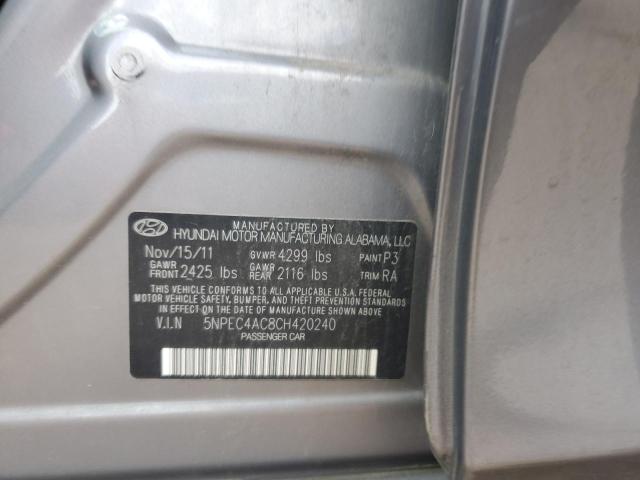 MANUFACTURED BY
HYUNDAI MOTOR MANUFACTURING ALABAMA, LLC
Nov/15/11 GVWR 4299 lbs PAINT P3
GAWR FRONT 2425 lbs GAWR REAR 2116 lbs TRIM RA
THIS VEHICLE CONFORMS TO ALL APPLICABLE FEDERAL
MOTOR VEHICLE SAFETY, BUMPER, AND THEFT PREVENTION STANDARDS
IN EFFECT ON THE DATE OF MANUFACTURE SHOWN ABOVE.
V.I.N 5NPEC4AC8CH420240
PASSENGER CAR